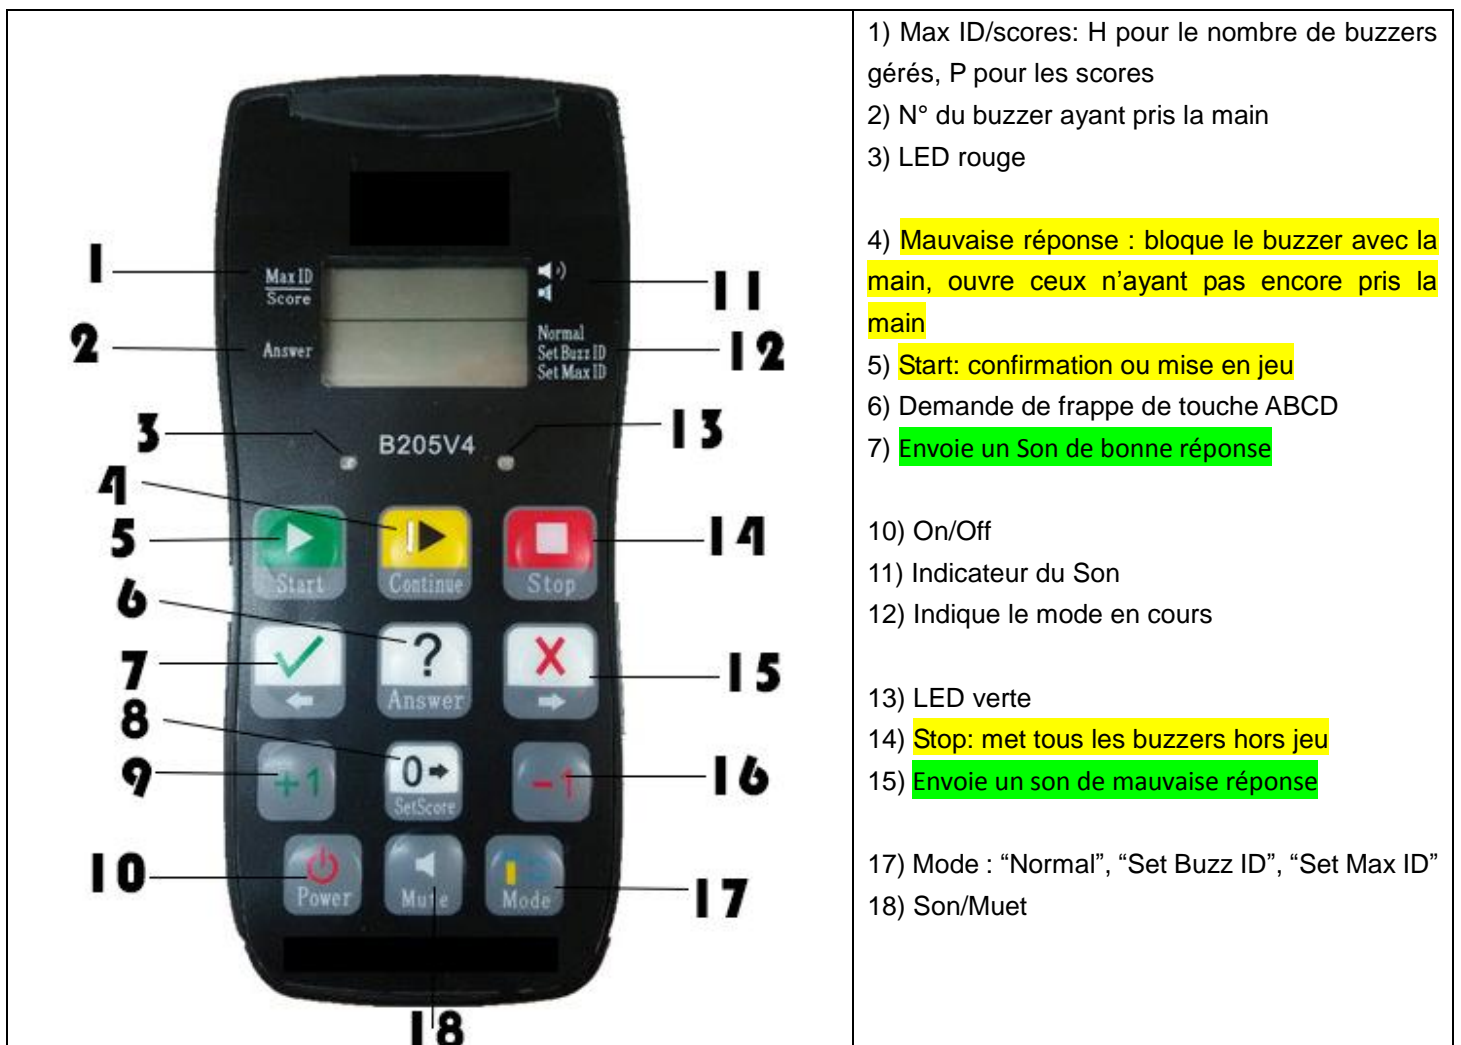 1
Max ID
Score
2
Answer
11
Normal
Set Buzz ID
Set Max ID
12
3
B205V4
13
4
5
Start
Continue
Stop
14
6
7
?
Answer
X
15
8
9
+1
0
SetScore
-1
16
10
Power
Mute
Mode
17
18
1) Max ID/scores: H pour le nombre de buzzers
gérés, P pour les scores
2) N° du buzzer ayant pris la main
3) LED rouge
4) Mauvaise réponse : bloque le buzzer avec la
main, ouvre ceux n’ayant pas encore pris la
main
5) Start: confirmation ou mise en jeu
6) Demande de frappe de touche ABCD
7) Envoie un Son de bonne réponse
10) On/Off
11) Indicateur du Son
12) Indique le mode en cours
13) LED verte
14) Stop: met tous les buzzers hors jeu
15) Envoie un son de mauvaise réponse
17) Mode : “Normal”, “Set Buzz ID”, “Set Max ID”
18) Son/Muet